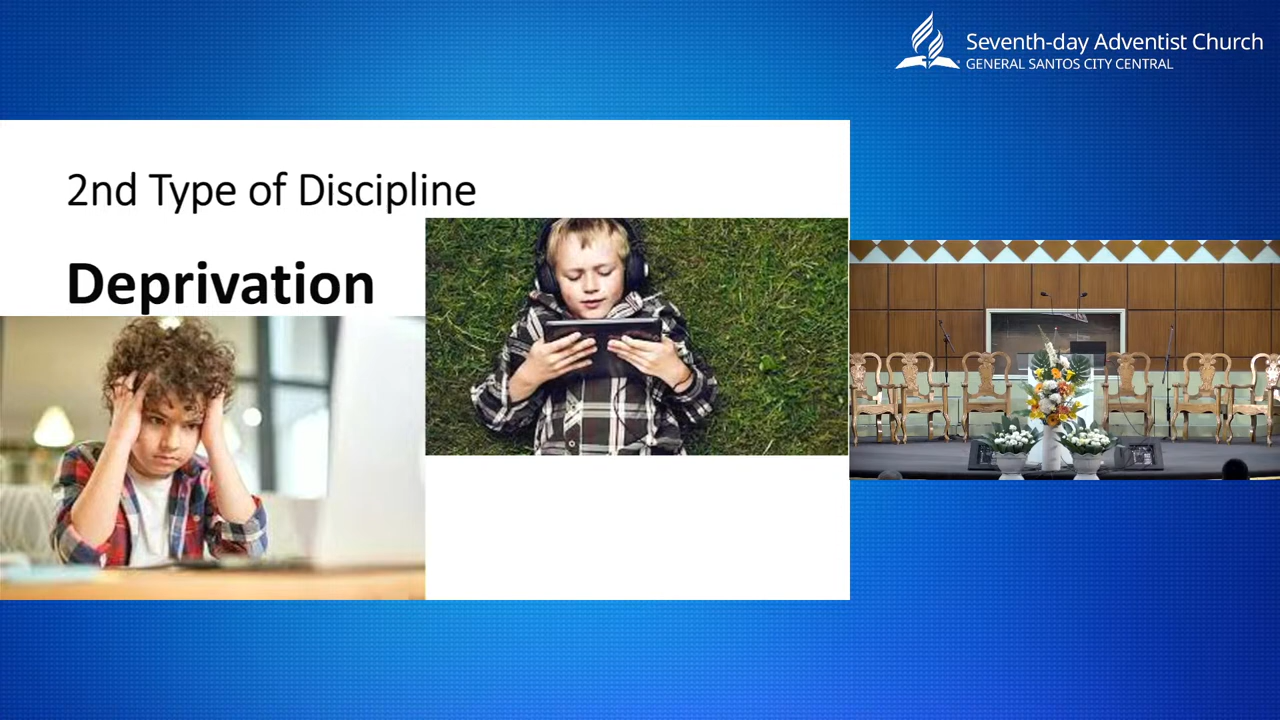 Seventh-day Adventist Church
GENERAL SANTOS CITY CENTRAL
2nd Type of Discipline
Deprivation